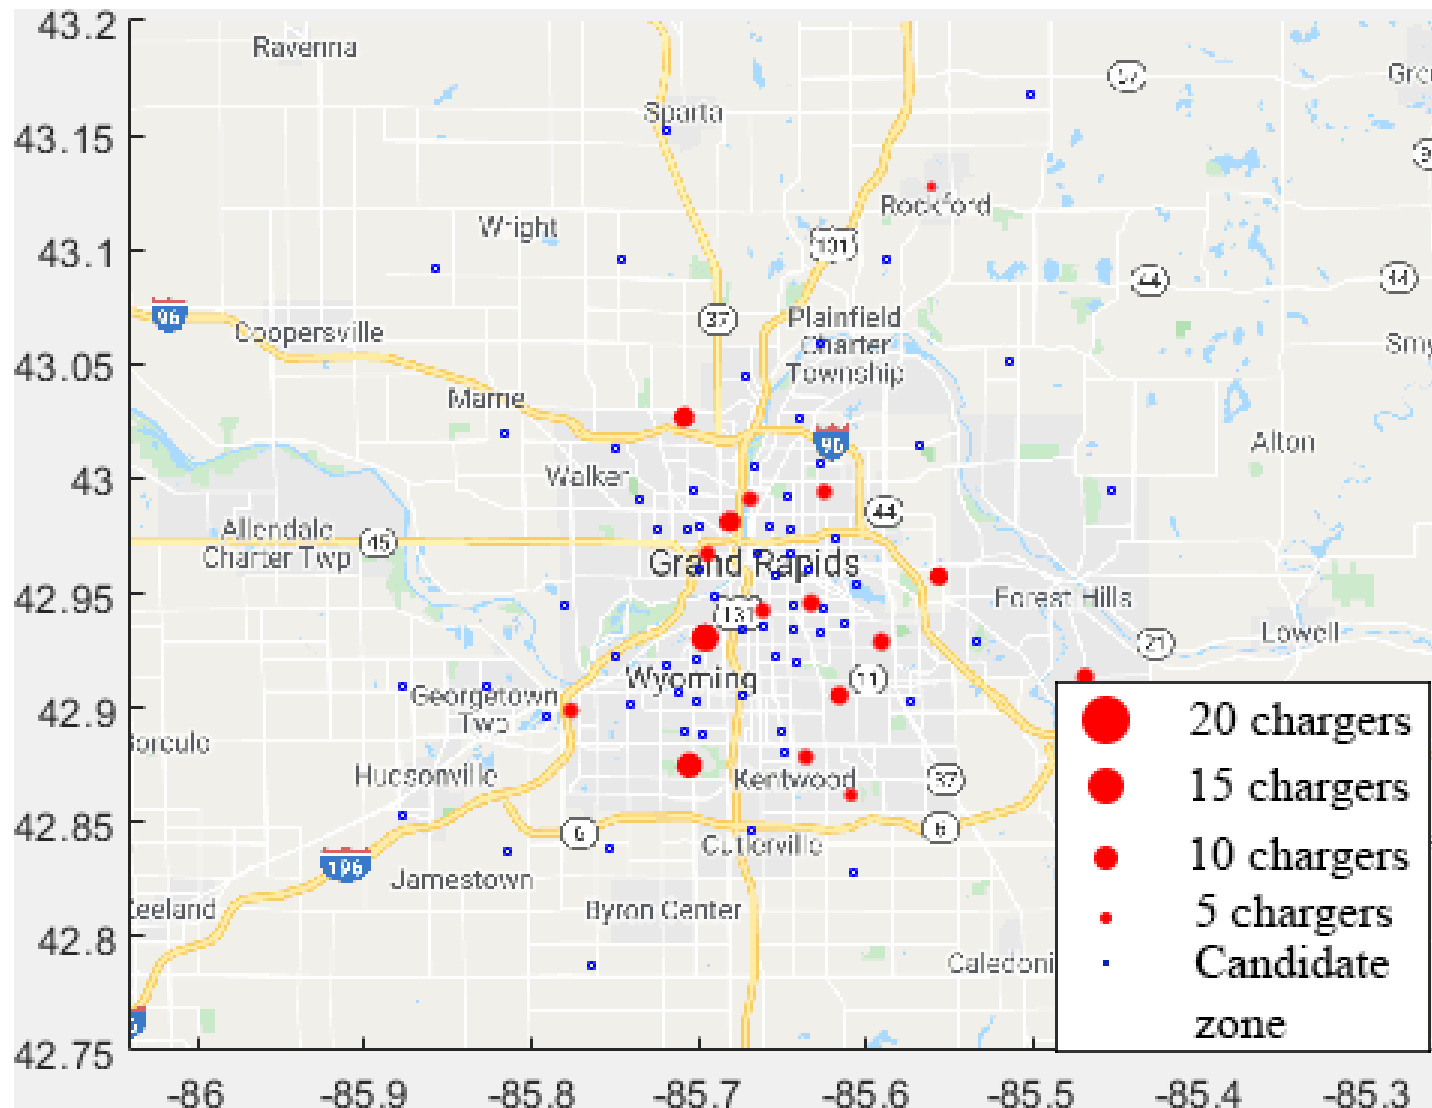 43.2
Ravenna
57
Sparta
43.15
Rockford
Wright
131
43.1
44
44
96
37
Plainfield
Charter
Township
Coopersville
43.05
Marne
96
Alton
43
Walker
44
Allendale
Charter Twp
45
Grand Rapids
42.95
Forest Hills
131
21
Lowell
Wyoming
11
Georgetown
Twp
42.9
20 chargers
15 chargers
Hudsonville
Kentwood
37
42.85
6
6
Cutlerville
10 chargers
196
Jamestown
Byron Center
5 chargers
42.8
Candidate
zone
42.75
-86
-85.9
-85.8
-85.7
-85.6
-85.5
-85.4
-85.3